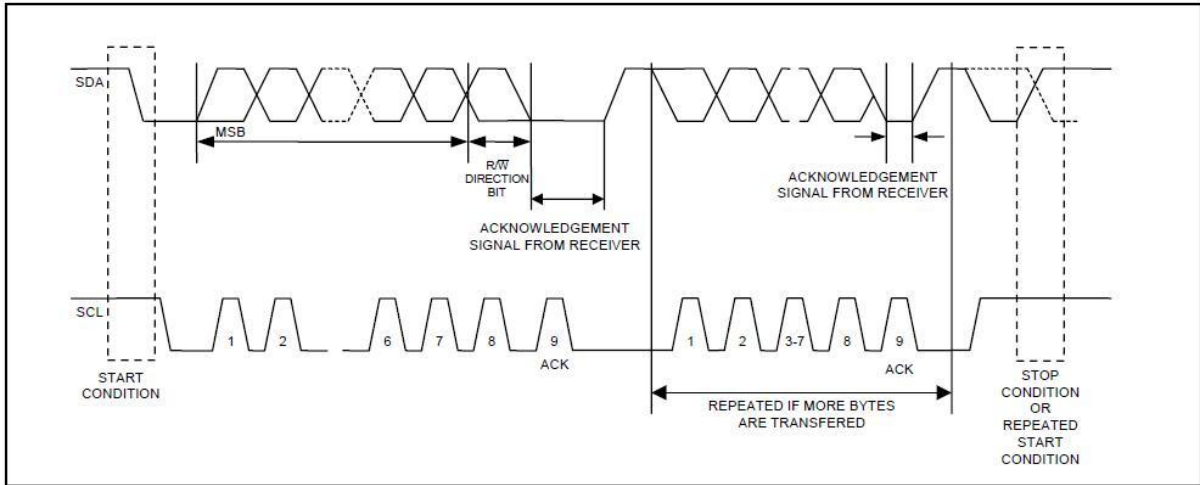 SDA
MSB
R/W̅
DIRECTION
BIT
ACKNOWLEDGEMENT
SIGNAL FROM RECEIVER
ACKNOWLEDGEMENT
SIGNAL FROM RECEIVER
SCL
1 2 6 7 8 9 1 2 3-7 8 9
ACK
ACK
START
CONDITION
REPEATED IF MORE BYTES
ARE TRANSFERED
STOP
CONDITION
OR
REPEATED
START
CONDITION